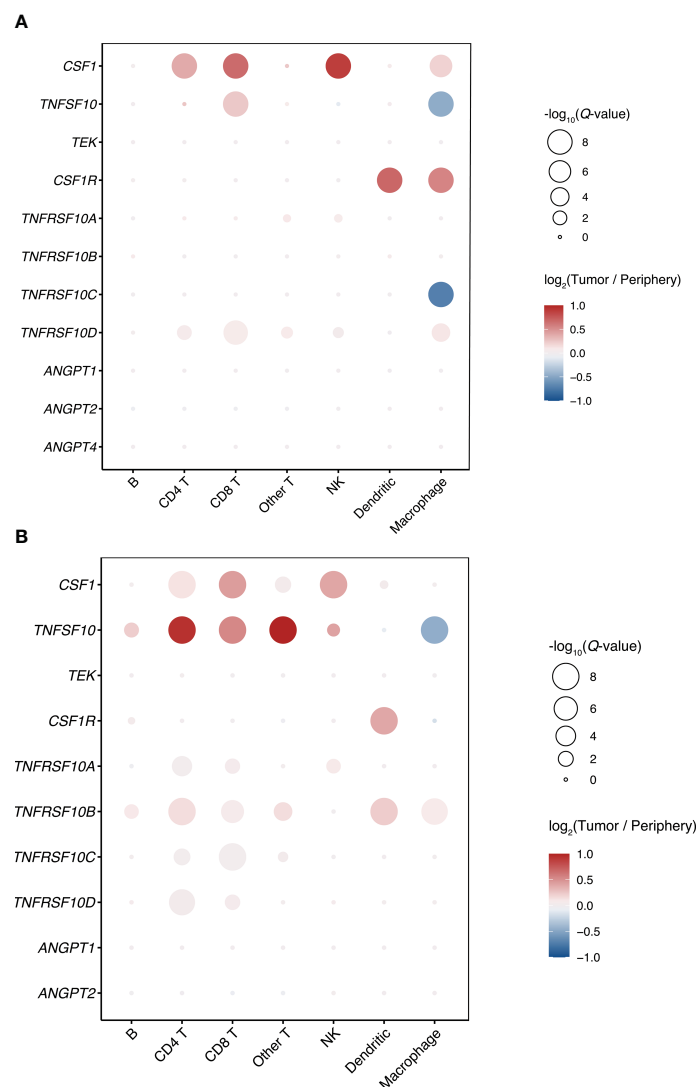 A
CSF1
TNFSF10
TEK
CSF1R
TNFRSF10A
TNFRSF10B
TNFRSF10C
TNFRSF10D
ANGPT1
ANGPT2
ANGPT4
B
CD4 T
CD8 T
Other T
NK
Dendritic
Macrophage
-log10(Q-value)
8
6
4
2
0
log2(Tumor / Periphery)
1.0
0.5
0.0
−0.5
−1.0
B
CSF1
TNFSF10
TEK
CSF1R
TNFRSF10A
TNFRSF10B
TNFRSF10C
TNFRSF10D
ANGPT1
ANGPT2
B
CD4 T
CD8 T
Other T
NK
Dendritic
Macrophage
-log10(Q-value)
8
6
4
2
0
log2(Tumor / Periphery)
1.0
0.5
0.0
−0.5
−1.0